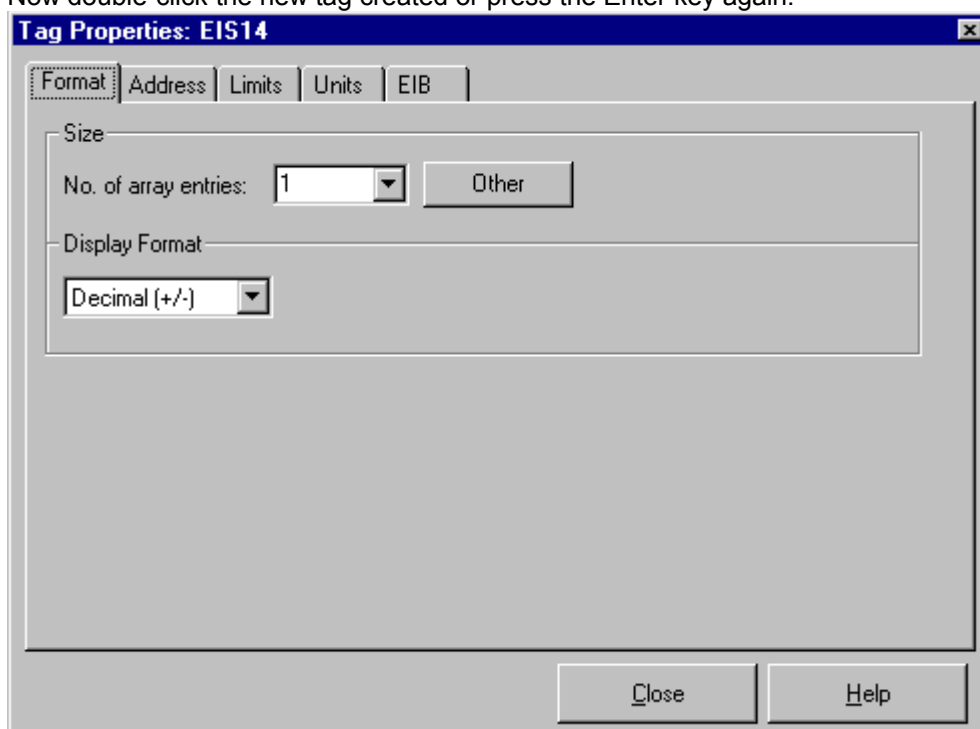 Now double-click the new tag created or press the Enter key again.
Tag Properties: EIS14
Format Address Limits Units EIB
Size
No. of array entries: 1 Other
Display Format
Decimal (+/-)
Close Help